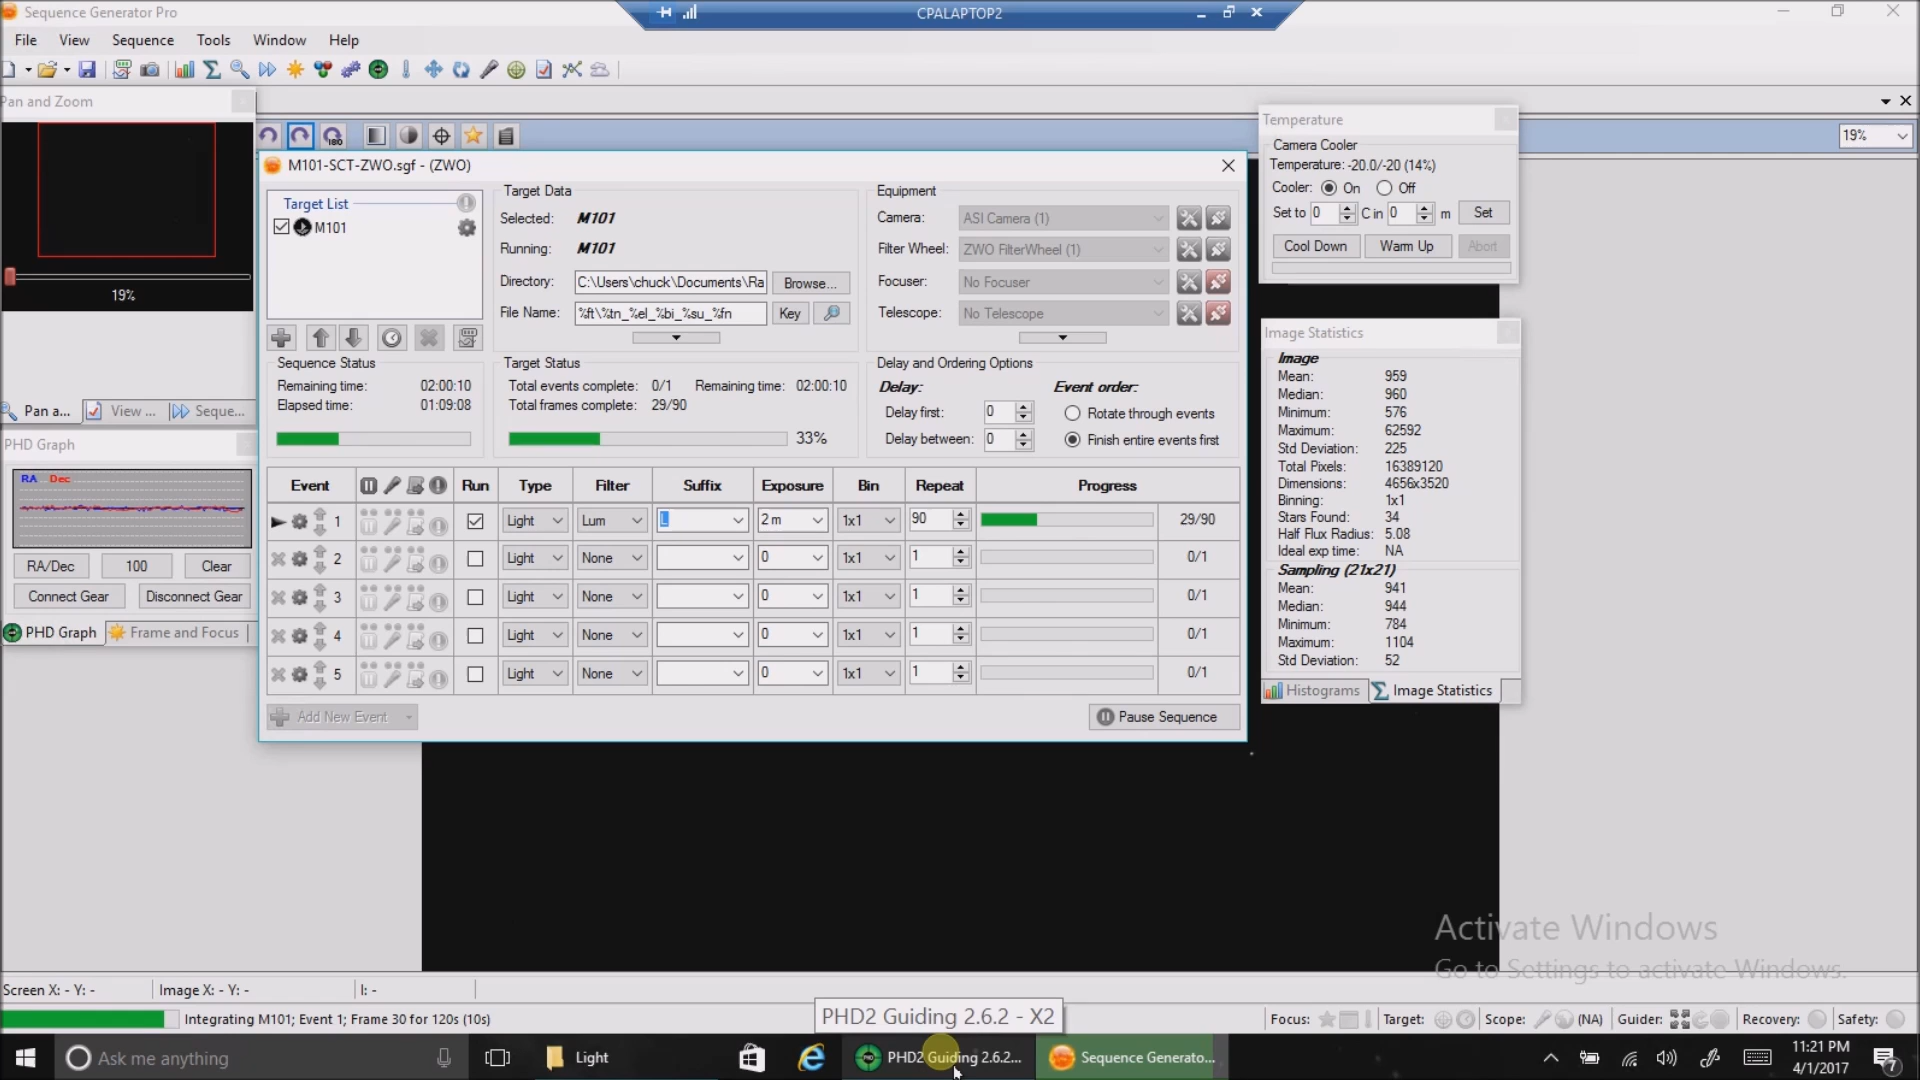 Sequence Generator Pro
CPALAPTOP2
File View Sequence Tools Window Help
Pan and Zoom
19%
19%
M101-SCT-ZWO.sgf - (ZWO)
Target List
M101
Target Data
Selected: M101
Running: M101
Directory: C:\Users\chuck\Documents\Ra Browse...
File Name: %ft\%tn_%el_%bi_%su_%fn Key
Equipment
Camera: ASI Camera (1)
Filter Wheel: ZWO FilterWheel (1)
Focuser: No Focuser
Telescope: No Telescope
Temperature
Camera Cooler
Temperature: -20.0/-20 (14%)
Cooler: On Off
Set to 0 C in 0 m Set
Cool Down Warm Up Abort
Sequence Status
Remaining time: 02:00:10
Elapsed time: 01:09:08
Target Status
Total events complete: 0/1 Remaining time: 02:00:10
Total frames complete: 29/90
33%
Delay and Ordering Options
Delay: Event order:
Delay first: 0 Rotate through events
Delay between: 0 Finish entire events first
Pan a... View ... Seque...
PHD Graph
RA Dec
RA/Dec 100 Clear
Connect Gear Disconnect Gear
PHD Graph Frame and Focus
Event Run Type Filter Suffix Exposure Bin Repeat Progress
1 Light Lum L 2 m 1x1 90 29/90
2 Light None 0 1x1 1 0/1
3 Light None 0 1x1 1 0/1
4 Light None 0 1x1 1 0/1
5 Light None 0 1x1 1 0/1
Add New Event
Pause Sequence
Image Statistics
Image
Mean: 959
Median: 960
Minimum: 576
Maximum: 62592
Std Deviation: 225
Total Pixels: 16389120
Dimensions: 4656x3520
Binning: 1x1
Stars Found: 34
Half Flux Radius: 5.08
Ideal exp time: NA
Sampling (21x21)
Mean: 941
Median: 944
Minimum: 784
Maximum: 1104
Std Deviation: 52
Histograms Image Statistics
Activate Windows
Go to Settings to activate Windows.
Screen X: - Y: - Image X: - Y: - I: -
Integrating M101; Event 1; Frame 30 for 120s (10s)
PHD2 Guiding 2.6.2 - X2
Focus: Target: Scope: (NA) Guider: Recovery: Safety:
Ask me anything
Light
PHD2 Guiding 2.6.2...
Sequence Generato...
11:21 PM
4/1/2017
7